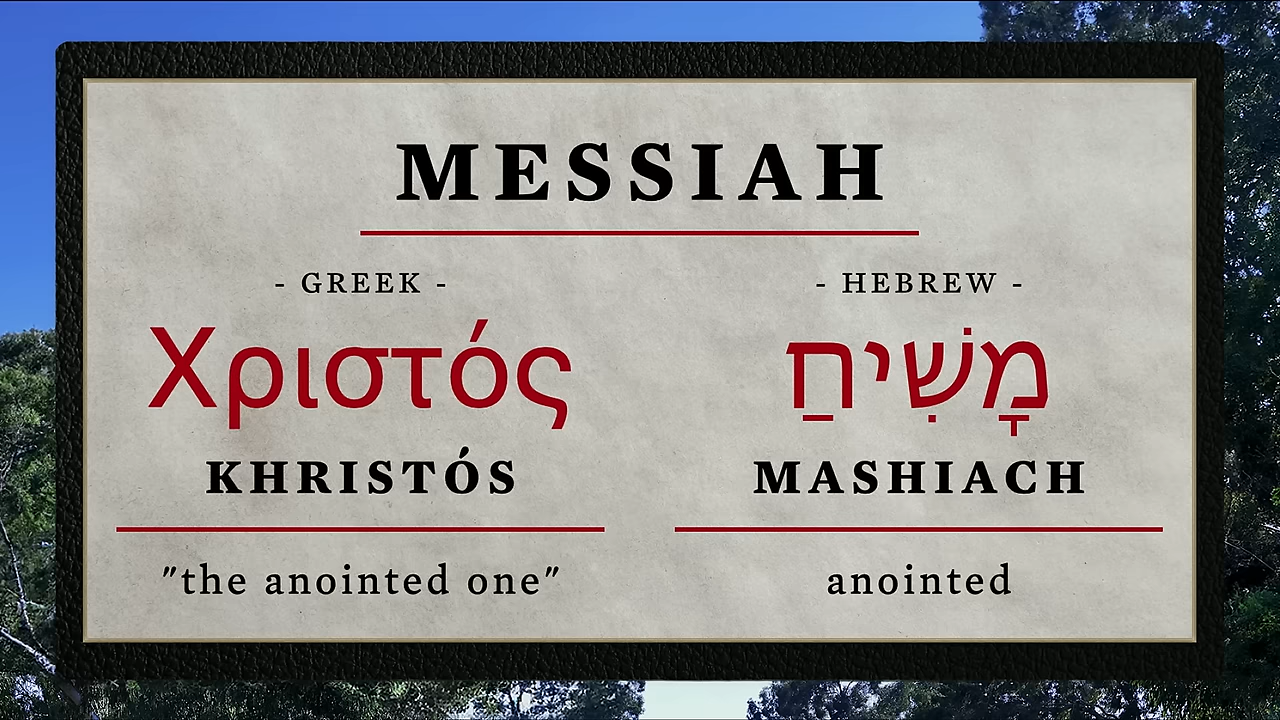 MESSIAH
- GREEK -
Χριστός
KHRISTÓS
"the anointed one"
- HEBREW -
מָשִׁיחַ
MASHIACH
anointed